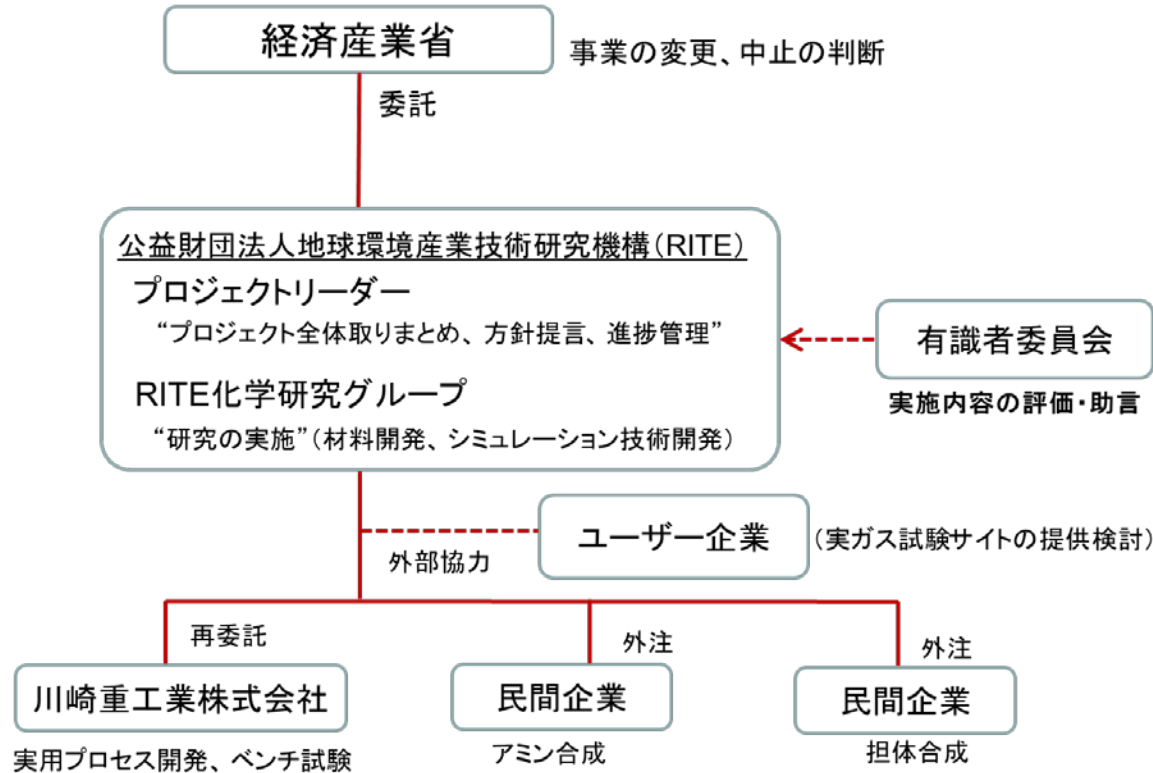 経済産業省
事業の変更、中止の判断
委託
公益財団法人地球環境産業技術研究機構(RITE)
プロジェクトリーダー
“プロジェクト全体取りまとめ、方針提言、進捗管理”
RITE化学研究グループ
“研究の実施”(材料開発、シミュレーション技術開発)
有識者委員会
実施内容の評価・助言
ユーザー企業
(実ガス試験サイトの提供検討)
外部協力
再委託
外注
外注
川崎重工業株式会社
民間企業
民間企業
実用プロセス開発、ベンチ試験
アミン合成
担体合成